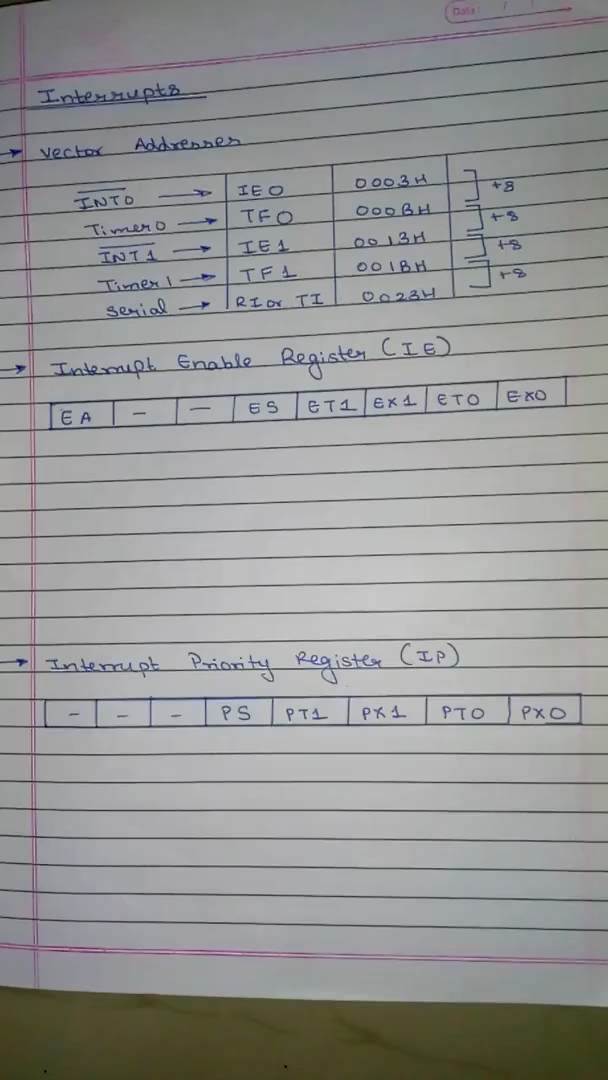 Date: / /
Interrupts
→ Vector Addresses
I̅N̅T̅0̅ → IE0 0003H ] +8
Timer0 → TF0 000BH ] +8
I̅N̅T̅1̅ → IE1 0013H ] +8
Timer1 → TF1 001BH ] +8
Serial → RI or TI 0023H
→ Interrupt Enable Register (IE)
EA | - | - | ES | ET1 | EX1 | ET0 | EX0
→ Interrupt Priority Register (IP)
- | - | - | PS | PT1 | PX1 | PT0 | PX0